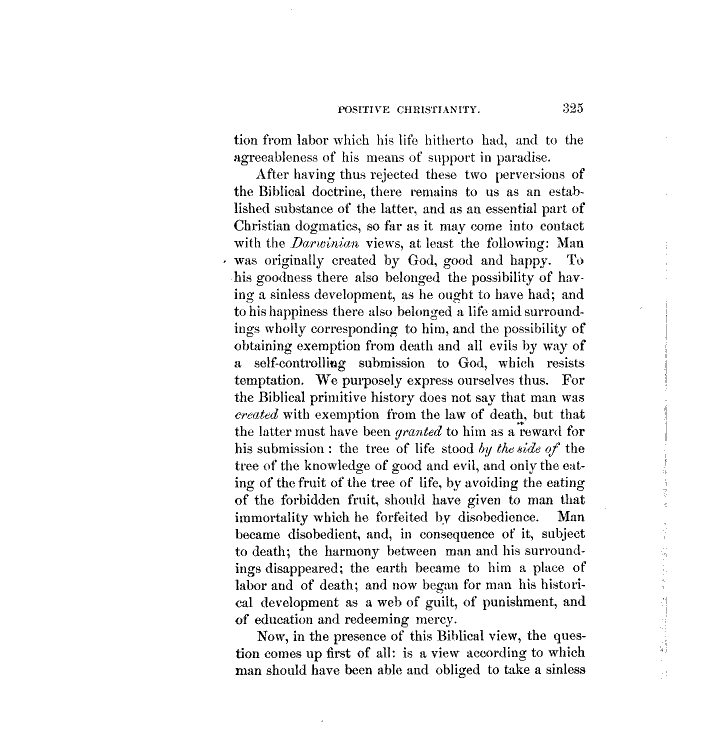 POSITIVE CHRISTIANITY. 325
tion from labor which his life hitherto had, and to the
agreeableness of his means of support in paradise.
After having thus rejected these two perversions of
the Biblical doctrine, there remains to us as an estab-
lished substance of the latter, and as an essential part of
Christian dogmatics, so far as it may come into contact
with the Darwinian views, at least the following: Man
was originally created by God, good and happy. To
his goodness there also belonged the possibility of hav-
ing a sinless development, as he ought to have had; and
to his happiness there also belonged a life amid surround-
ings wholly corresponding to him, and the possibility of
obtaining exemption from death and all evils by way of
a self-controlling submission to God, which resists
temptation. We purposely express ourselves thus. For
the Biblical primitive history does not say that man was
created with exemption from the law of death, but that
the latter must have been granted to him as a reward for
his submission: the tree of life stood by the side of the
tree of the knowledge of good and evil, and only the eat-
ing of the fruit of the tree of life, by avoiding the eating
of the forbidden fruit, should have given to man that
immortality which he forfeited by disobedience. Man
became disobedient, and, in consequence of it, subject
to death; the harmony between man and his surround-
ings disappeared; the earth became to him a place of
labor and of death; and now began for man his histori-
cal development as a web of guilt, of punishment, and
of education and redeeming mercy.
Now, in the presence of this Biblical view, the ques-
tion comes up first of all: is a view according to which
man should have been able and obliged to take a sinless